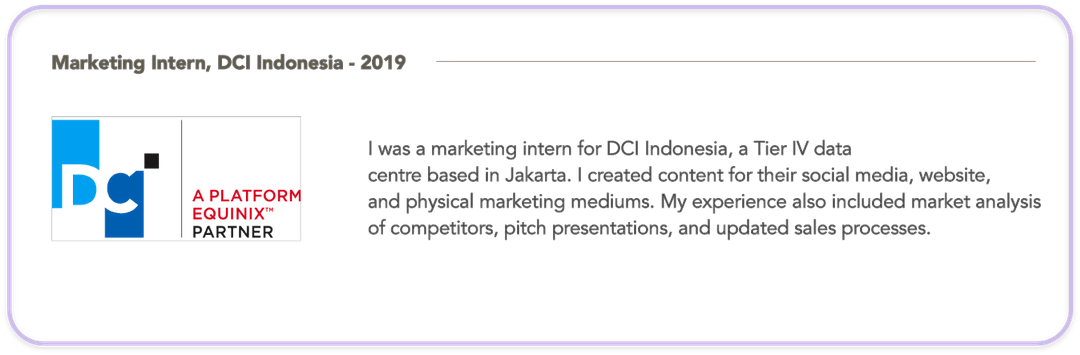 Marketing Intern, DCI Indonesia - 2019
DCI
A PLATFORM
EQUINIX™
PARTNER
I was a marketing intern for DCI Indonesia, a Tier IV data
centre based in Jakarta. I created content for their social media, website,
and physical marketing mediums. My experience also included market analysis
of competitors, pitch presentations, and updated sales processes.